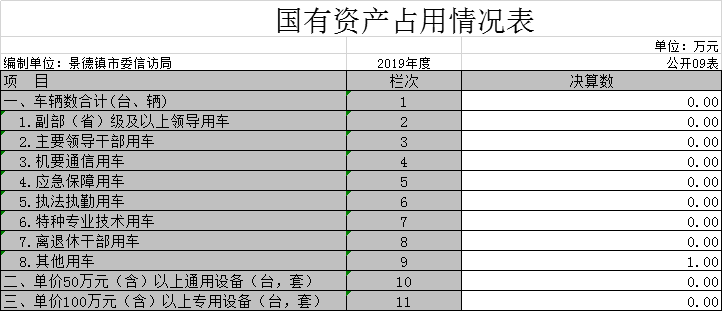 国有资产占用情况表
单位：万元
编制单位：景德镇市委信访局 2019年度 公开09表
项 目 栏次 决算数
一、车辆数合计(台、辆) 1 0.00
1.副部（省）级及以上领导用车 2 0.00
2.主要领导干部用车 3 0.00
3.机要通信用车 4 0.00
4.应急保障用车 5 0.00
5.执法执勤用车 6 0.00
6.特种专业技术用车 7 0.00
7.离退休干部用车 8 0.00
8.其他用车 9 1.00
二、单价50万元（含）以上通用设备（台，套） 10 0.00
三、单价100万元（含）以上专用设备（台，套） 11 0.00